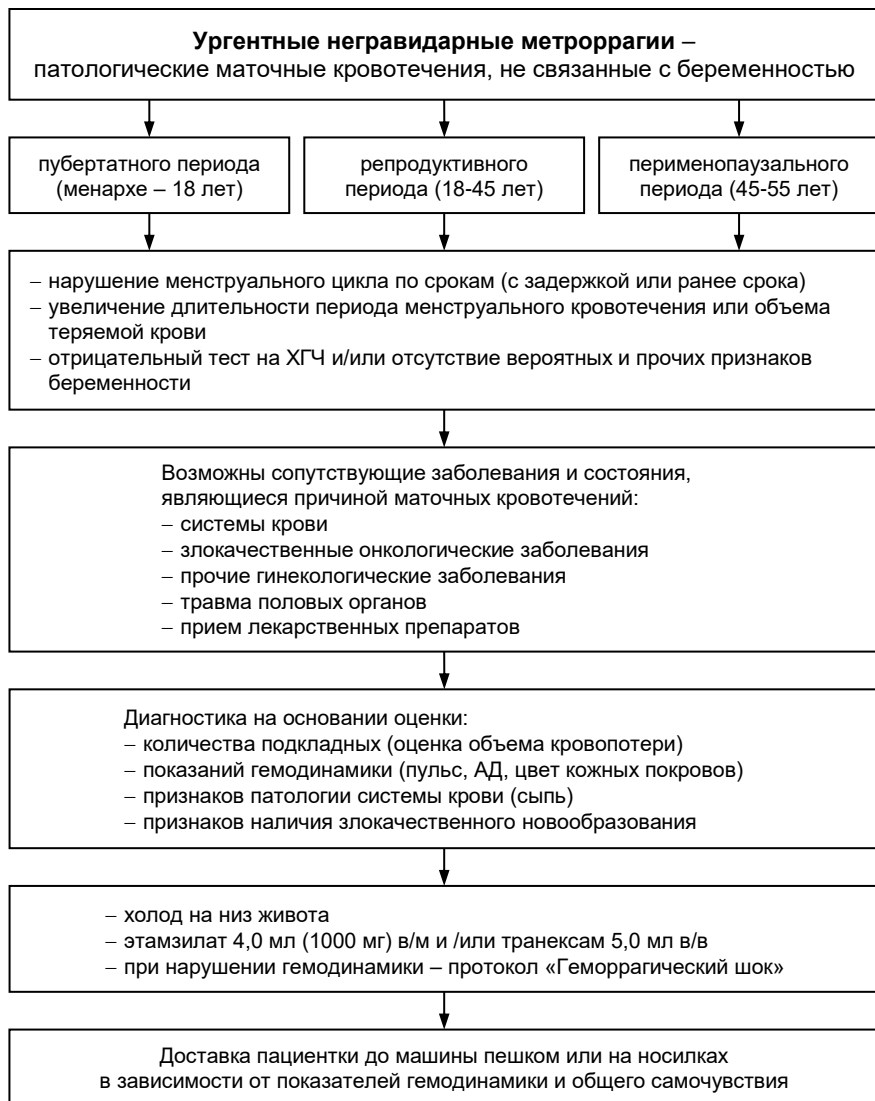 Ургентные негравидарные метроррагии –
патологические маточные кровотечения, не связанные с беременностью
пубертатного периода
(менархе – 18 лет)
репродуктивного
периода (18-45 лет)
перименопаузального
периода (45-55 лет)
– нарушение менструального цикла по срокам (с задержкой или ранее срока)
– увеличение длительности периода менструального кровотечения или объема
теряемой крови
– отрицательный тест на ХГЧ и/или отсутствие вероятных и прочих признаков
беременности
Возможны сопутствующие заболевания и состояния,
являющиеся причиной маточных кровотечений:
– системы крови
– злокачественные онкологические заболевания
– прочие гинекологические заболевания
– травма половых органов
– прием лекарственных препаратов
Диагностика на основании оценки:
– количества подкладных (оценка объема кровопотери)
– показаний гемодинамики (пульс, АД, цвет кожных покровов)
– признаков патологии системы крови (сыпь)
– признаков наличия злокачественного новообразования
– холод на низ живота
– этамзилат 4,0 мл (1000 мг) в/м и /или транексам 5,0 мл в/в
– при нарушении гемодинамики – протокол «Геморрагический шок»
Доставка пациентки до машины пешком или на носилках
в зависимости от показателей гемодинамики и общего самочувствия